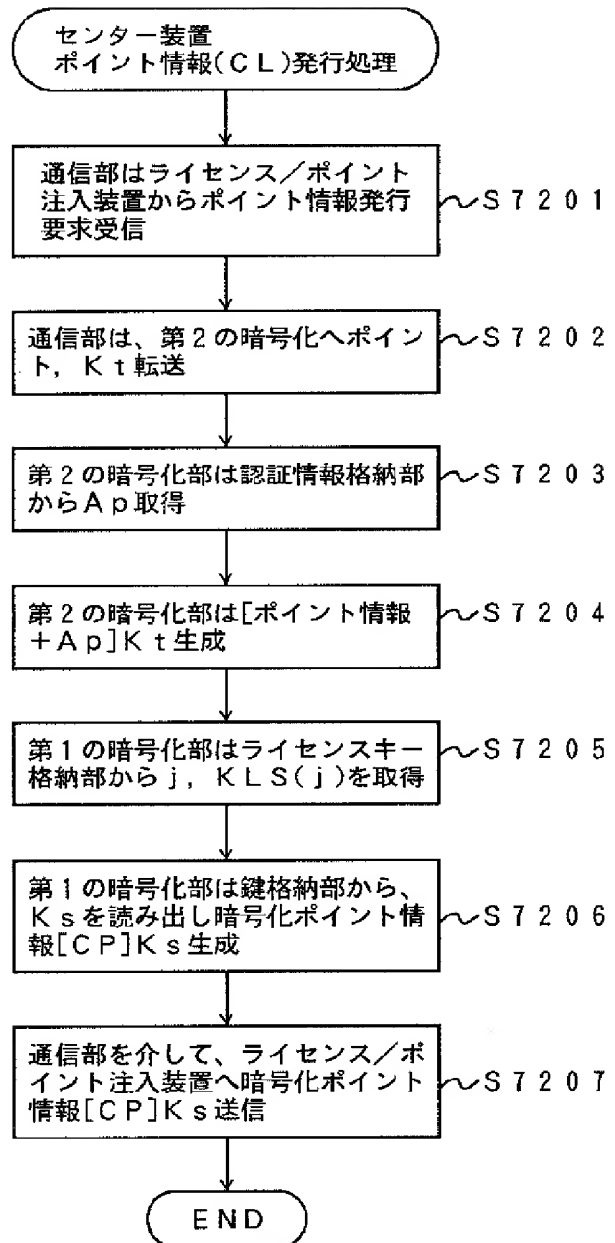 センター装置
ポイント情報(CL)発行処理
通信部はライセンス/ポイント
注入装置からポイント情報発行
要求受信
S7201
通信部は、第2の暗号化へポイン
ト,Kt転送
S7202
第2の暗号化部は認証情報格納部
からAp取得
S7203
第2の暗号化部は[ポイント情報
+Ap]Kt生成
S7204
第1の暗号化部はライセンスキー
格納部からj,KLS(j)を取得
S7205
第1の暗号化部は鍵格納部から、
Ksを読み出し暗号化ポイント情
報[CP]Ks生成
S7206
通信部を介して、ライセンス/ポ
イント注入装置へ暗号化ポイント
情報[CP]Ks送信
S7207
END